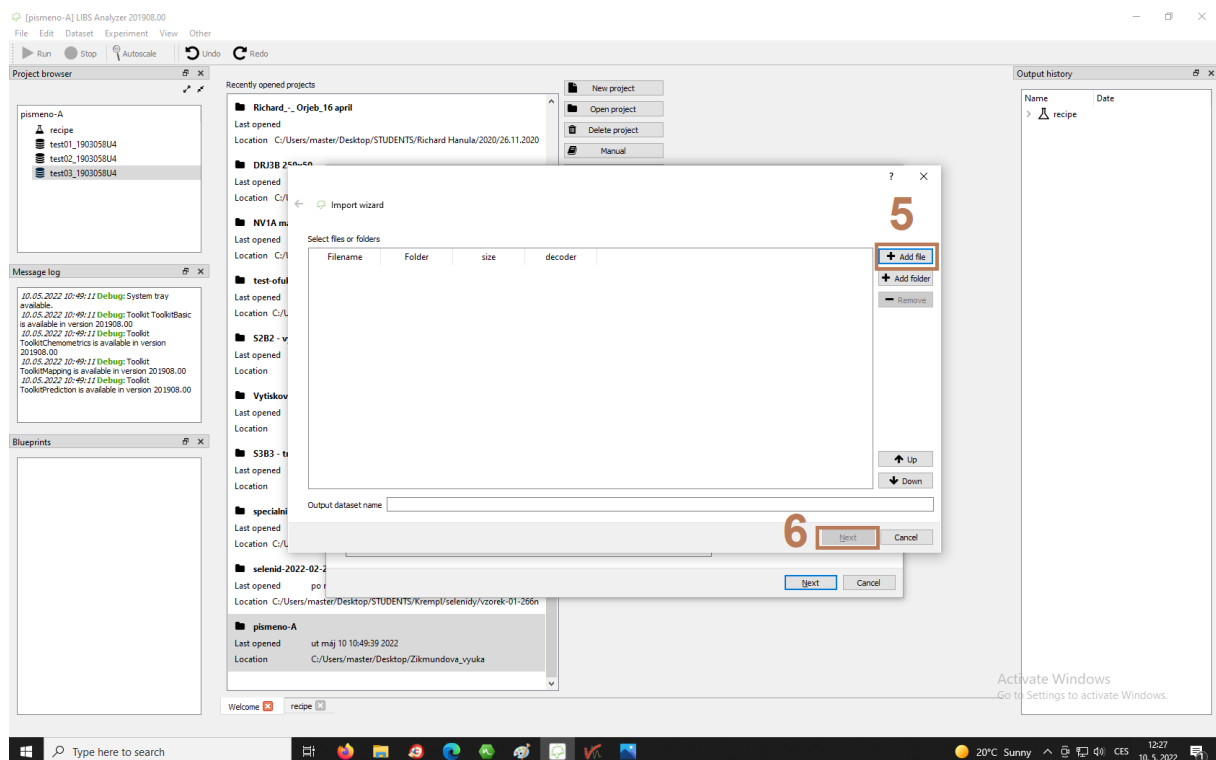 [pismeno-A] LIBS Analyzer 201908.00
File Edit Dataset Experiment View Other
Run Stop Autoscale Undo Redo
Project browser
pismeno-A
recipe
test01_1903058U4
test02_1903058U4
test03_1903058U4
Message log
10.05.2022 10:49:11 Debug: System tray
available.
10.05.2022 10:49:11 Debug: Toolkit ToolkitBasic
is available in version 201908.00
10.05.2022 10:49:11 Debug: Toolkit
ToolkitChemometrics is available in version
201908.00
10.05.2022 10:49:11 Debug: Toolkit
ToolkitMapping is available in version 201908.00
10.05.2022 10:49:11 Debug: Toolkit
ToolkitPrediction is available in version 201908.00
Blueprints
Recently opened projects
Richard_-_ Orjeb_16 april
Last opened
Location C:/Users/master/Desktop/STUDENTS/Richard Hanula/2020/26.11.2020
DRJ3B 250x50
Last opened
Location C:/U
NV1A ma
Last opened
Location C:/U
test-oful
Last opened
Location C:/U
S2B2 - v
Last opened
Location
Vytiskov
Last opened
Location
S3B3 - t
Last opened
Location
specialni
Last opened
Location C:/U
selenid-2022-02-2
Last opened po
Location C:/Users/master/Desktop/STUDENTS/Krempl/selenidy/vzorek-01-266n
pismeno-A
Last opened ut máj 10 10:49:39 2022
Location C:/Users/master/Desktop/Zikmundova_vyuka
Welcome recipe
New project
Open project
Delete project
Manual
? ×
Import wizard
5
Select files or folders
Filename Folder size decoder
Add file
Add folder
Remove
Up
Down
Output dataset name
6
Next Cancel
Next Cancel
Output history
Name Date
recipe
Activate Windows
Go to Settings to activate Windows.
Type here to search
20°C Sunny CES 12:27
10. 5. 2022